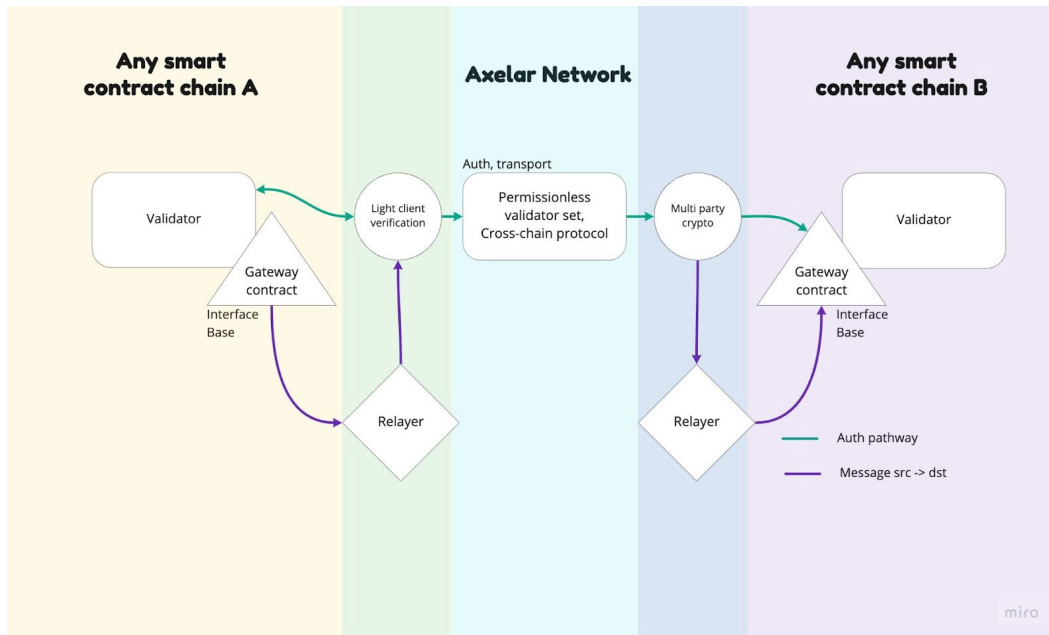 Any smart
contract chain A
Axelar Network
Any smart
contract chain B
Auth, transport
Validator
Light client
verification
Permissionless
validator set,
Cross-chain protocol
Multi party
crypto
Validator
Gateway
contract
Gateway
contract
Interface
Base
Interface
Base
Relayer
Relayer
Auth pathway
Message src -> dst
miro